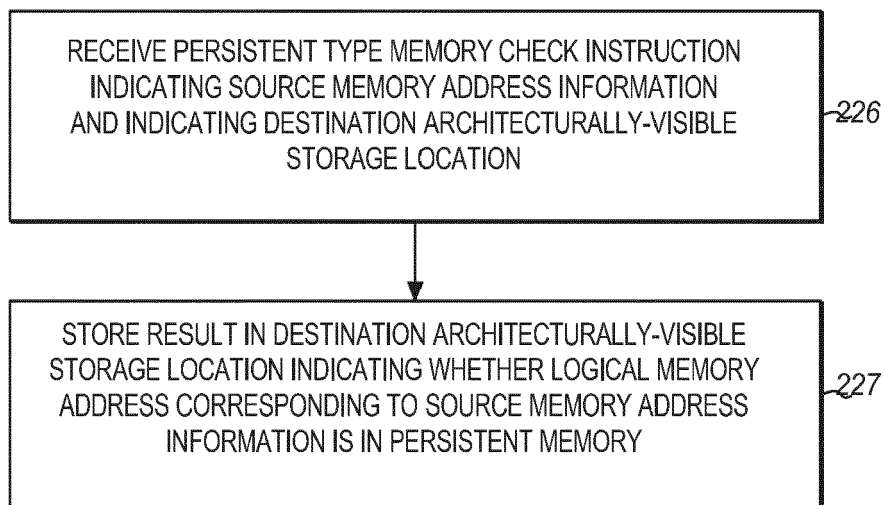 RECEIVE PERSISTENT TYPE MEMORY CHECK INSTRUCTION
INDICATING SOURCE MEMORY ADDRESS INFORMATION
AND INDICATING DESTINATION ARCHITECTURALLY-VISIBLE
STORAGE LOCATION
226
STORE RESULT IN DESTINATION ARCHITECTURALLY-VISIBLE
STORAGE LOCATION INDICATING WHETHER LOGICAL MEMORY
ADDRESS CORRESPONDING TO SOURCE MEMORY ADDRESS
INFORMATION IS IN PERSISTENT MEMORY
227